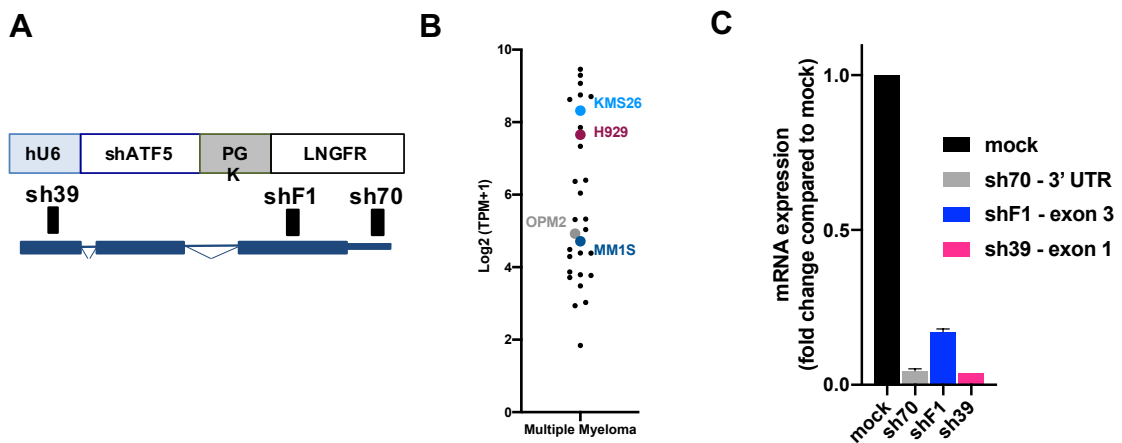 A
hU6
shATF5
PG
K
LNGFR
sh39
shF1
sh70
B
10
8
6
4
2
0
Log2 (TPM+1)
KMS26
H929
OPM2
MM1S
Multiple Myeloma
C
mRNA expression
(fold change compared to mock)
1.0
0.5
0.0
mock
sh70
shF1
sh39
mock
sh70 - 3’ UTR
shF1 - exon 3
sh39 - exon 1